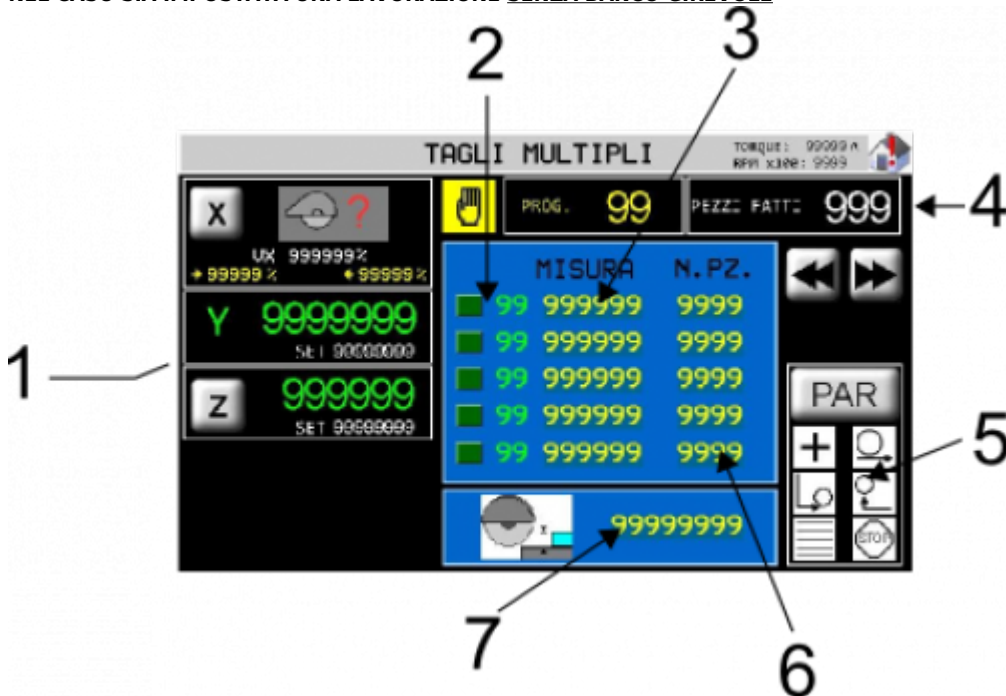 2
3
TAGLI MULTIPLI
TORQUE: 99999 A
RPM x100: 9999
X
?
VX 999999%
99999 %
99999 %
PROG. 99
PEZZI FATTI 999
4
MISURA N.PZ.
99 999999 9999
99 999999 9999
99 999999 9999
99 999999 9999
99 999999 9999
Y 9999999
SET 99999999
1
Z 999999
SET 99999999
PAR
STOP
5
99999999
7
6